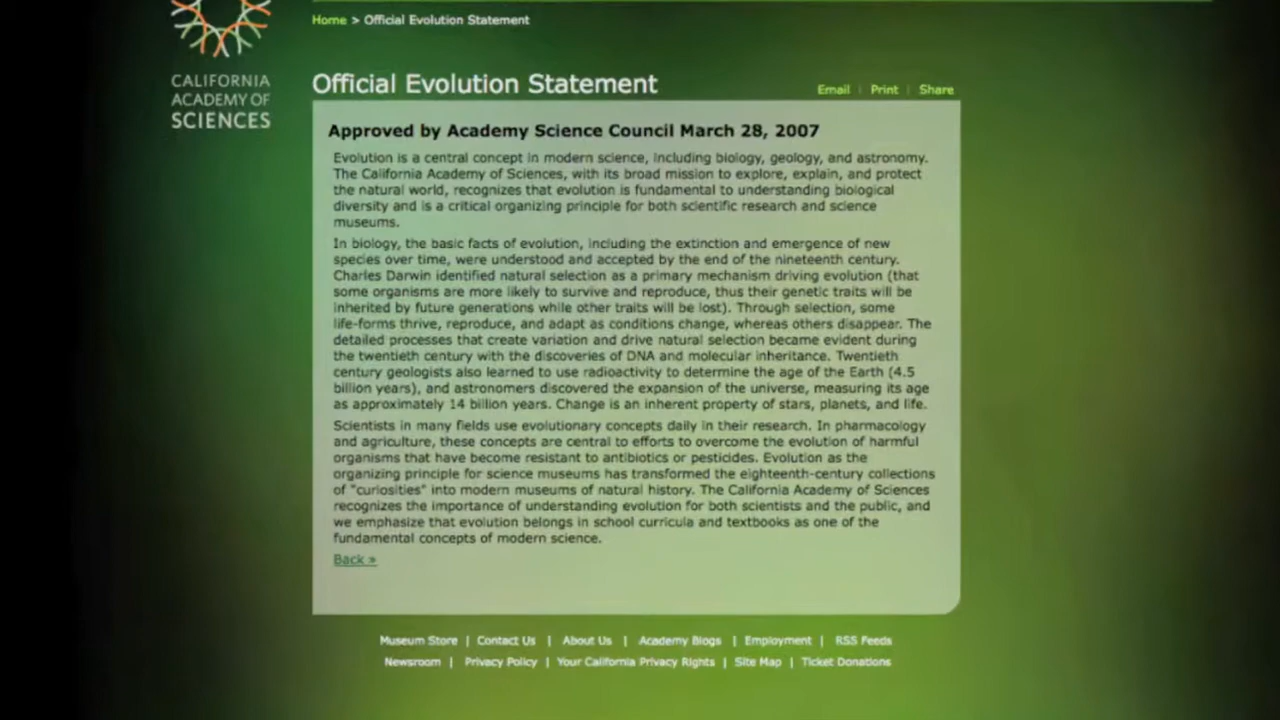 Home > Official Evolution Statement
CALIFORNIA
ACADEMY OF
SCIENCES
Official Evolution Statement
Email | Print | Share
Approved by Academy Science Council March 28, 2007
Evolution is a central concept in modern science, including biology, geology, and astronomy.
The California Academy of Sciences, with its broad mission to explore, explain, and protect
the natural world, recognizes that evolution is fundamental to understanding biological
diversity and is a critical organizing principle for both scientific research and science
museums.
In biology, the basic facts of evolution, including the extinction and emergence of new
species over time, were understood and accepted by the end of the nineteenth century.
Charles Darwin identified natural selection as a primary mechanism driving evolution (that
some organisms are more likely to survive and reproduce, thus their genetic traits will be
inherited by future generations while other traits will be lost). Through selection, some
life-forms thrive, reproduce, and adapt as conditions change, whereas others disappear. The
detailed processes that create variation and drive natural selection became evident during
the twentieth century with the discoveries of DNA and molecular inheritance. Twentieth
century geologists also learned to use radioactivity to determine the age of the Earth (4.5
billion years), and astronomers discovered the expansion of the universe, measuring its age
as approximately 14 billion years. Change is an inherent property of stars, planets, and life.
Scientists in many fields use evolutionary concepts daily in their research. In pharmacology
and agriculture, these concepts are central to efforts to overcome the evolution of harmful
organisms that have become resistant to antibiotics or pesticides. Evolution as the
organizing principle for science museums has transformed the eighteenth-century collections
of "curiosities" into modern museums of natural history. The California Academy of Sciences
recognizes the importance of understanding evolution for both scientists and the public, and
we emphasize that evolution belongs in school curricula and textbooks as one of the
fundamental concepts of modern science.
Back »
Museum Store | Contact Us | About Us | Academy Blogs | Employment | RSS Feeds
Newsroom | Privacy Policy | Your California Privacy Rights | Site Map | Ticket Donations